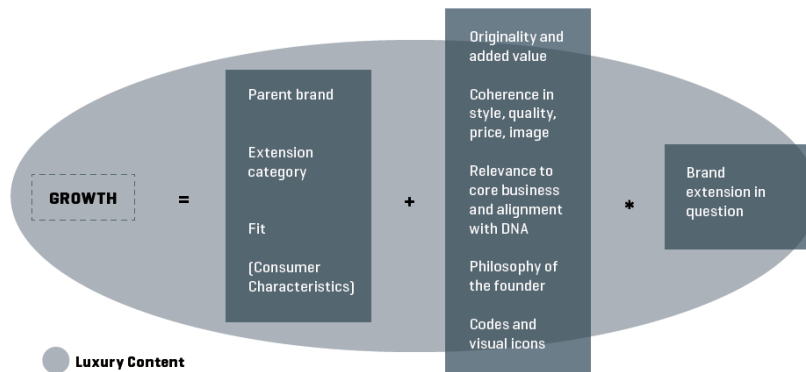 GROWTH
=
Parent brand
Extension
category
Fit
(Consumer
Characteristics)
+
Originality and
added value
Coherence in
style, quality,
price, image
Relevance to
core business
and alignment
with DNA
Philosophy of
the founder
Codes and
visual icons
*
Brand
extension in
question
Luxury Content